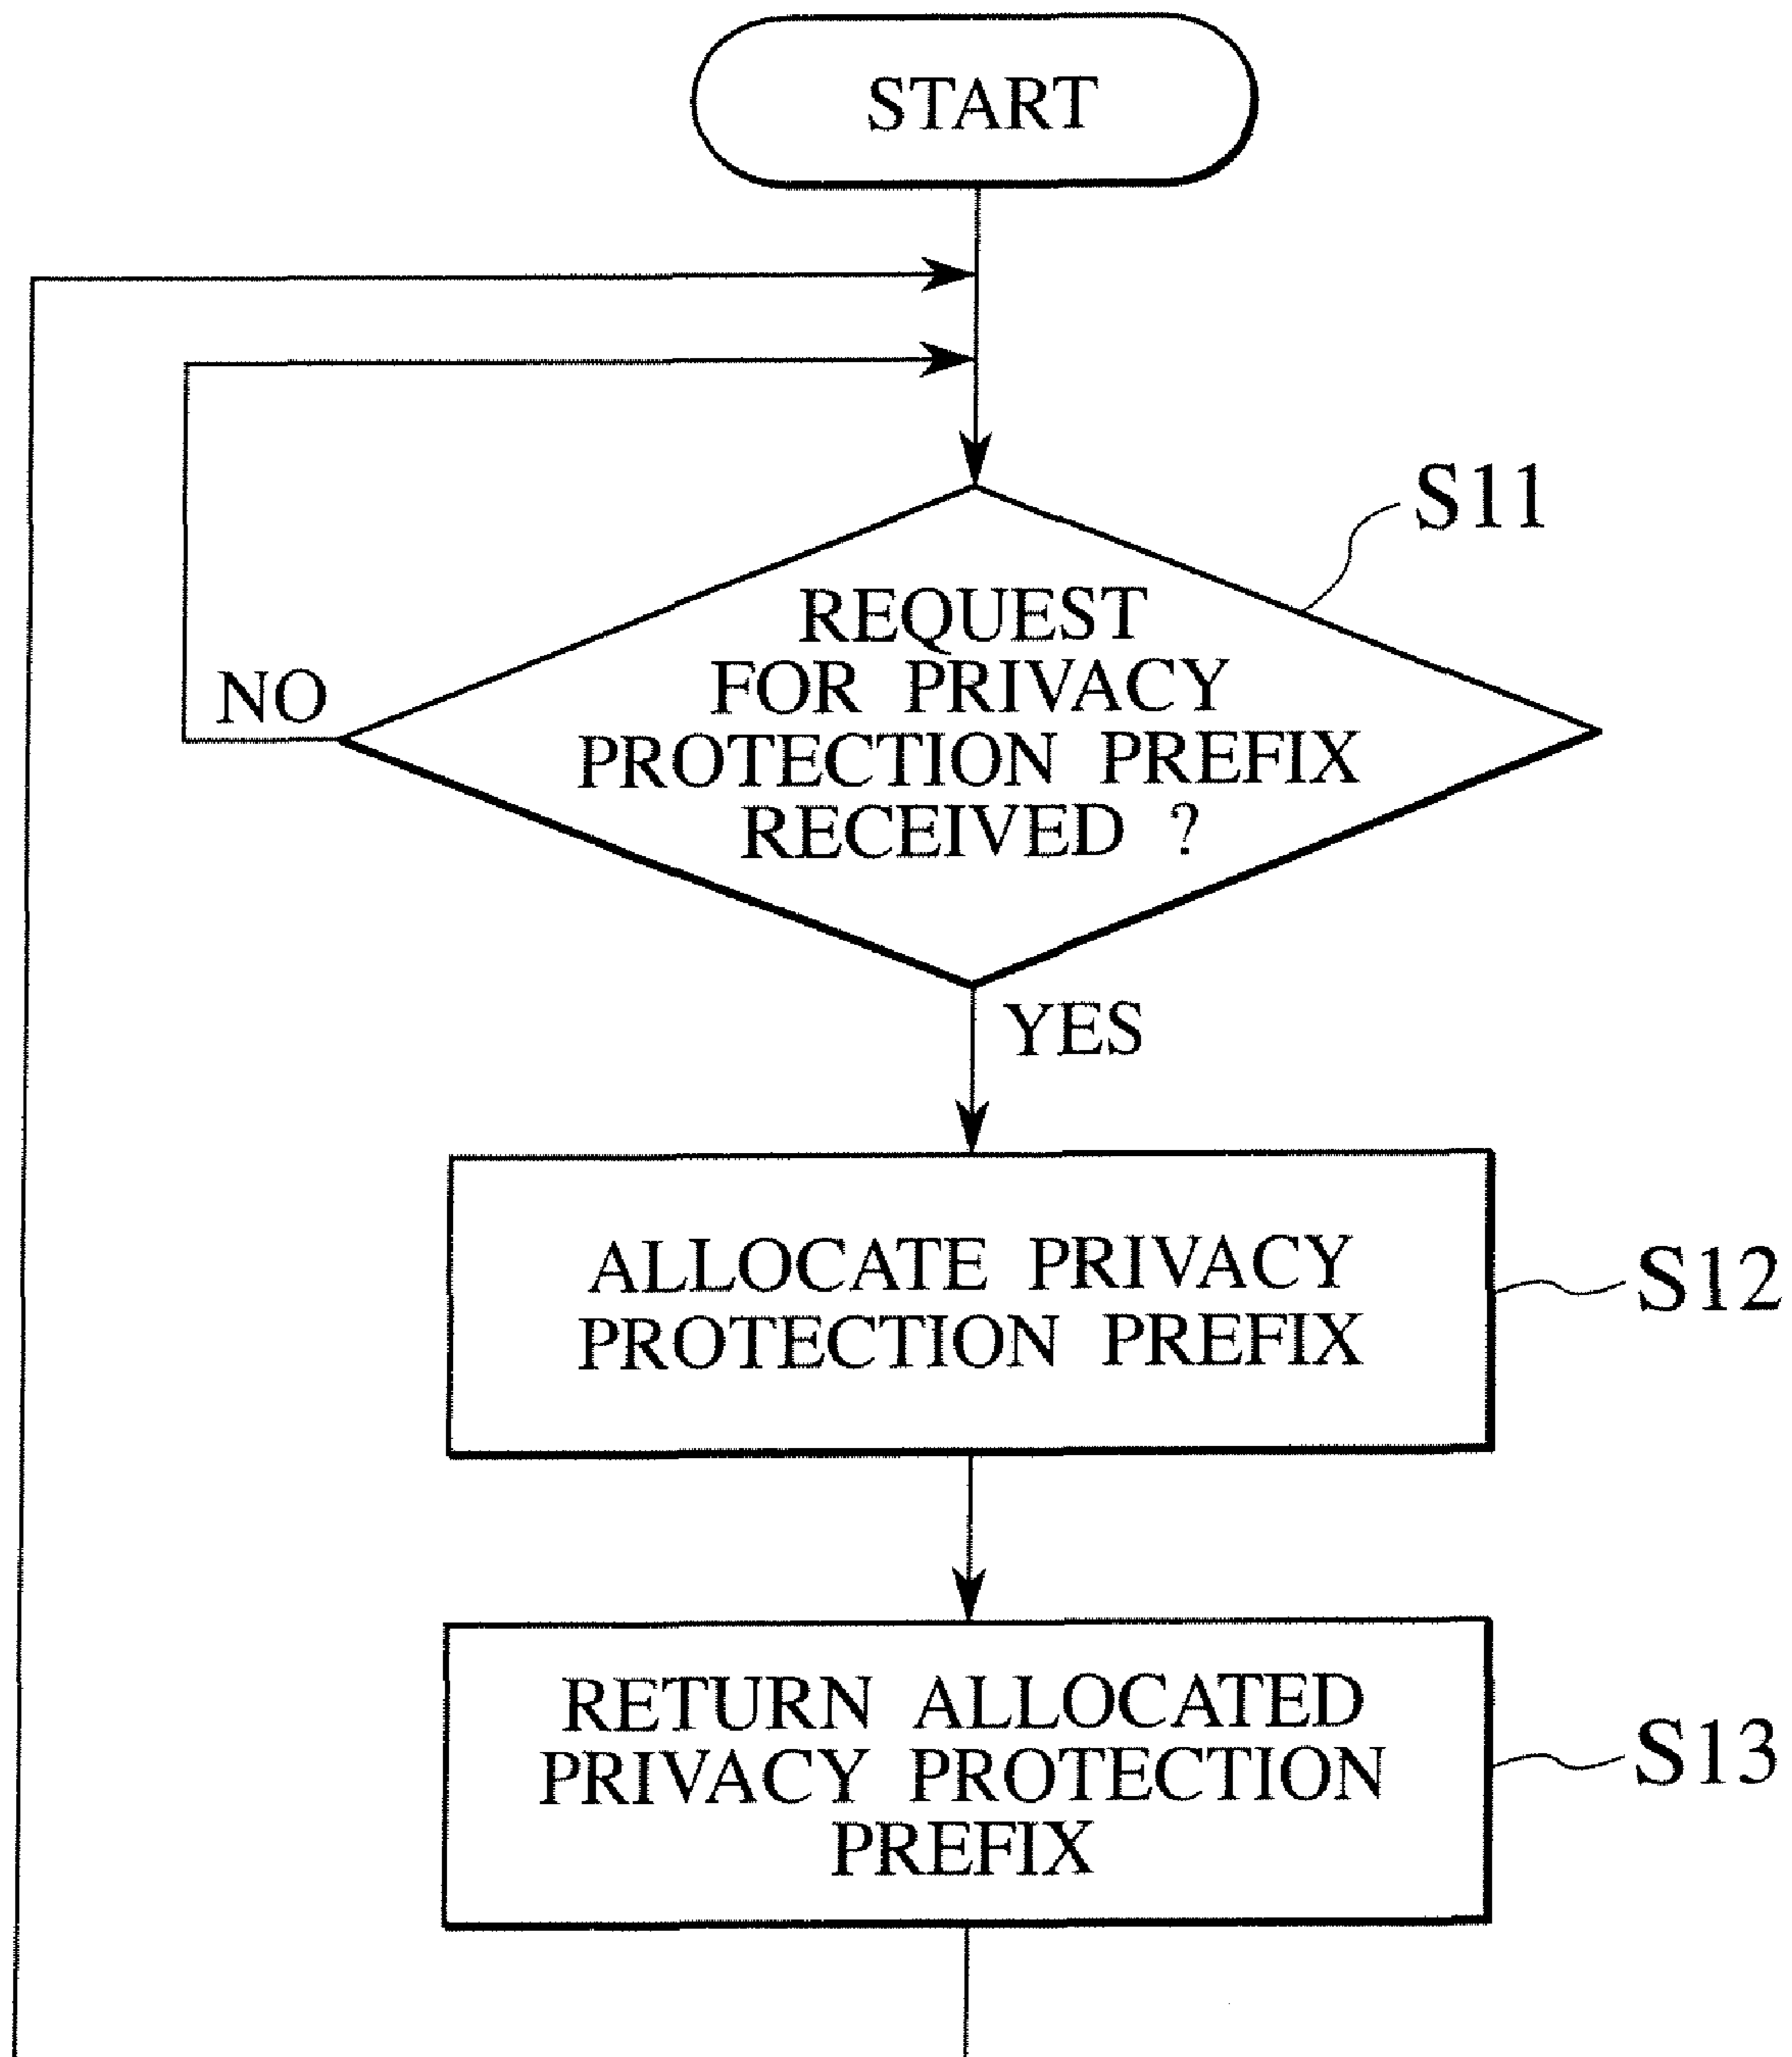 START
S11
REQUEST
FOR PRIVACY
PROTECTION PREFIX
RECEIVED ?
NO
YES
ALLOCATE PRIVACY
PROTECTION PREFIX
S12
RETURN ALLOCATED
PRIVACY PROTECTION
PREFIX
S13